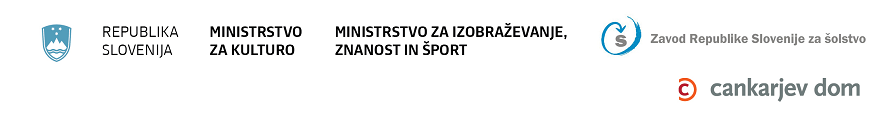 REPUBLIKA
SLOVENIJA
MINISTRSTVO
ZA KULTURO
MINISTRSTVO ZA IZOBRAŽEVANJE,
ZNANOST IN ŠPORT
š
Zavod Republike Slovenije za šolstvo
c cankarjev dom